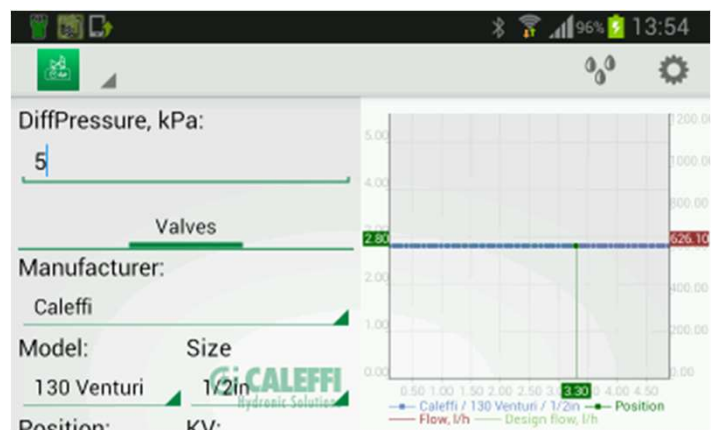 96% 13:54
DiffPressure, kPa:
5
Valves
Manufacturer:
Caleffi
Model: Size
130 Venturi 1/2in
CALEFFI
Hydronic Solutions
Position: KV:
5.00
4.00
2.80
2.00
1.00
0.00
1200.0
1000.0
800.00
626.10
400.00
200.00
0.00
0.50 1.00 1.50 2.00 2.50 3.30 4.00 4.50
Caleffi / 130 Venturi / 1/2in Position
Flow, l/h Design flow, l/h